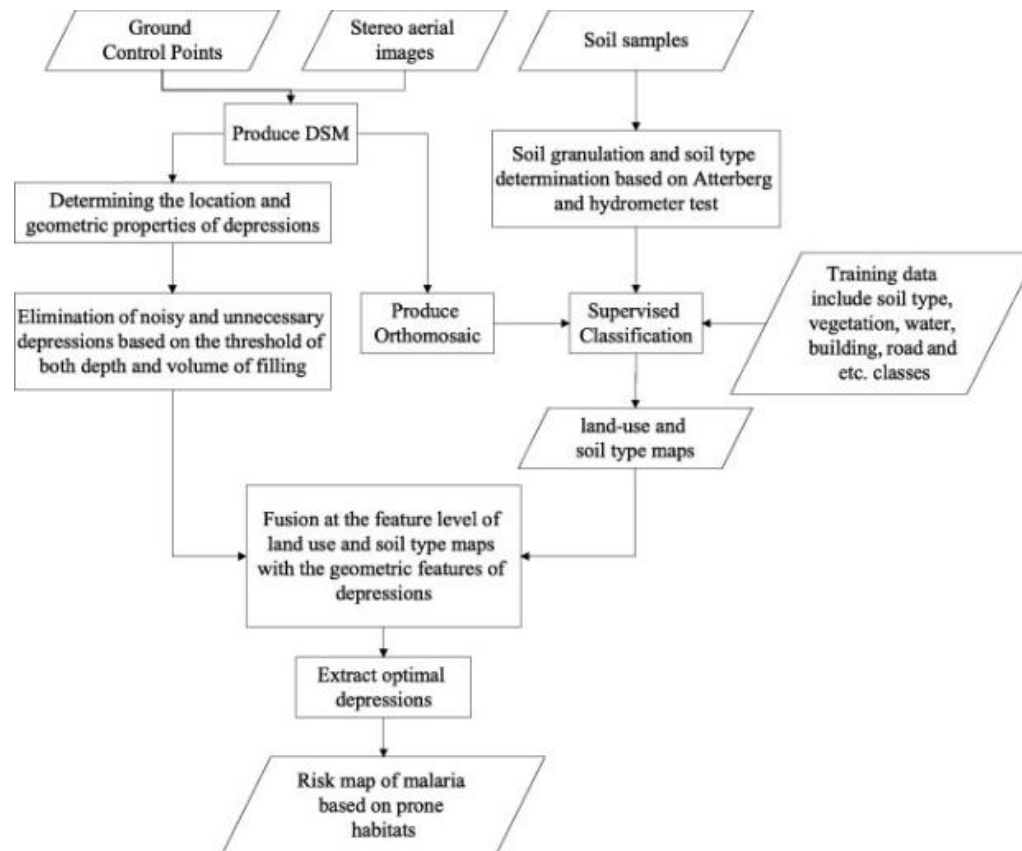 Ground
Control Points
Stereo aerial
images
Soil samples
Produce DSM
Soil granulation and soil type
determination based on Atterberg
and hydrometer test
Determining the location and
geometric properties of depressions
Training data
include soil type,
vegetation, water,
building, road and
etc. classes
Elimination of noisy and unnecessary
depressions based on the threshold of
both depth and volume of filling
Produce
Orthomosaic
Supervised
Classification
land-use and
soil type maps
Fusion at the feature level of
land use and soil type maps
with the geometric features of
depressions
Extract optimal
depressions
Risk map of malaria
based on prone
habitats